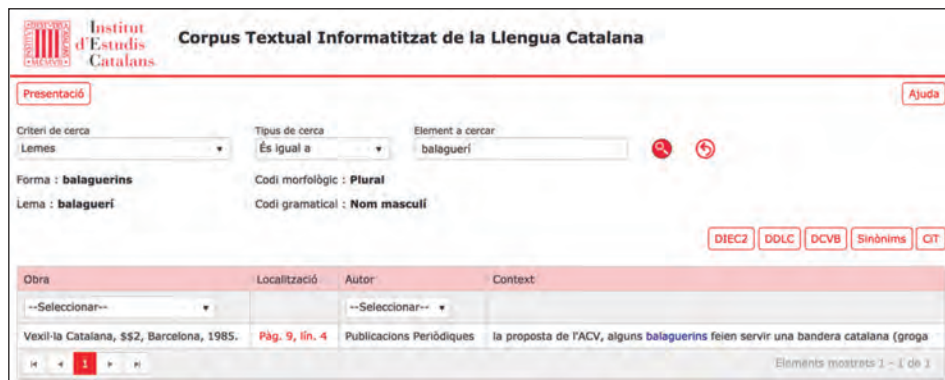 Institut
d'Estudis
Catalans
Corpus Textual Informatitzat de la Llengua Catalana
Presentació Ajuda
Criteri de cerca Tipus de cerca Element a cercar
Lemes És igual a balaguerí
Forma : balaguerins Codi morfològic : Plural
Lema : balaguerí Codi gramatical : Nom masculí
DIEC2 DDLC DCVB Sinònims CiT
Obra Localització Autor Context
--Seleccionar-- --Seleccionar--
Vexil·la Catalana, $$2, Barcelona, 1985. Pàg. 9, lín. 4 Publicacions Periòdiques la proposta de l'ACV, alguns balaguerins feien servir una bandera catalana (groga
1 Elements mostrats 1 - 1 de 1